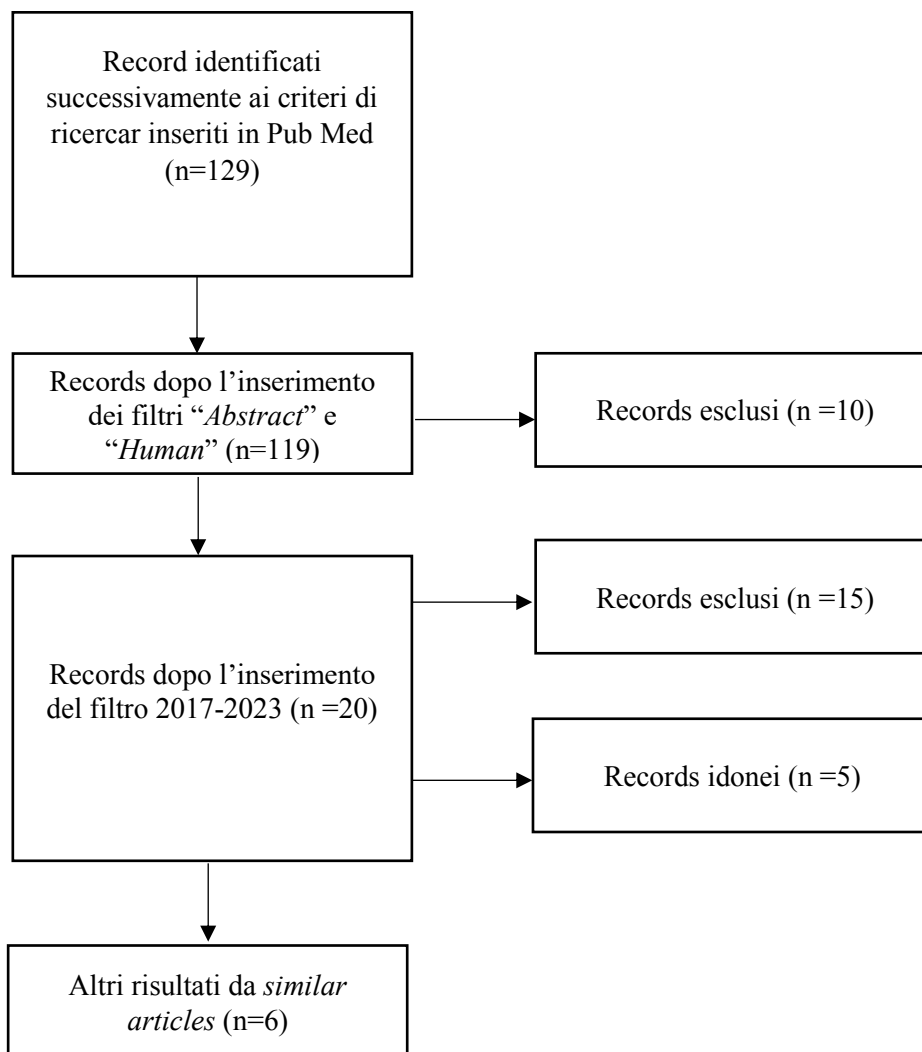 Record identificati
successivamente ai criteri di
ricercar inseriti in Pub Med
(n=129)
Records dopo l’inserimento
dei filtri “Abstract” e
“Human” (n=119)
Records esclusi (n =10)
Records dopo l’inserimento
del filtro 2017-2023 (n =20)
Records esclusi (n =15)
Records idonei (n =5)
Altri risultati da similar
articles (n=6)